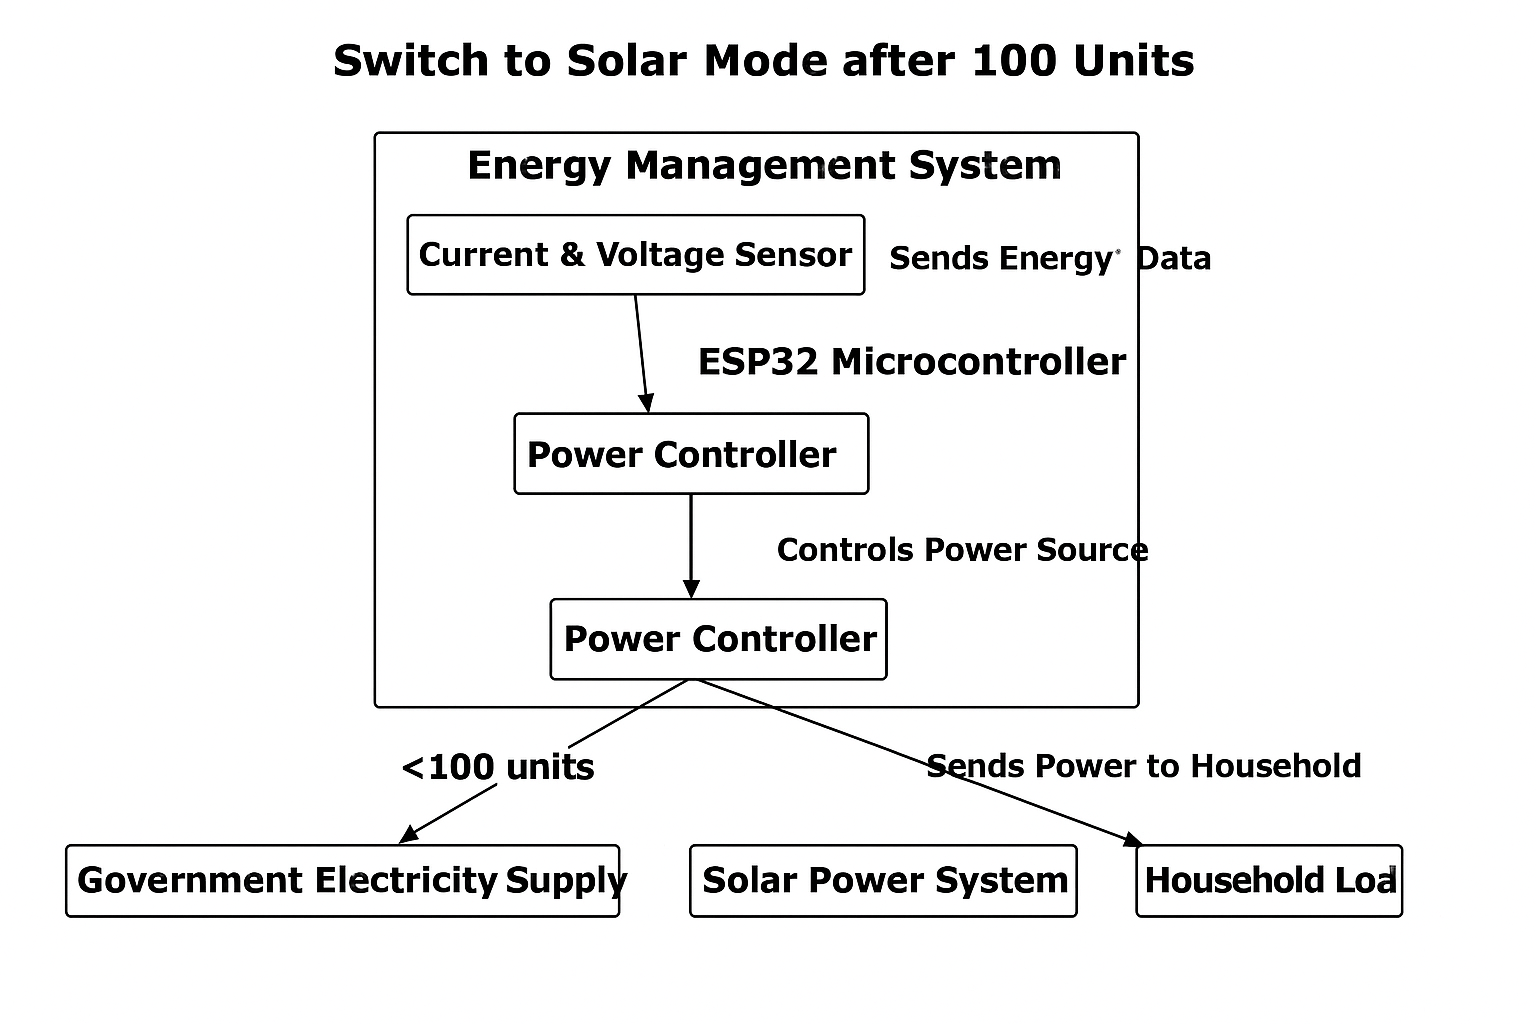 Switch to Solar Mode after 100 Units
Energy Management System
Current & Voltage Sensor
Sends Energy Data
ESP32 Microcontroller
Power Controller
Controls Power Source
Power Controller
<100 units
Sends Power to Household
Government Electricity Supply
Solar Power System
Household Load